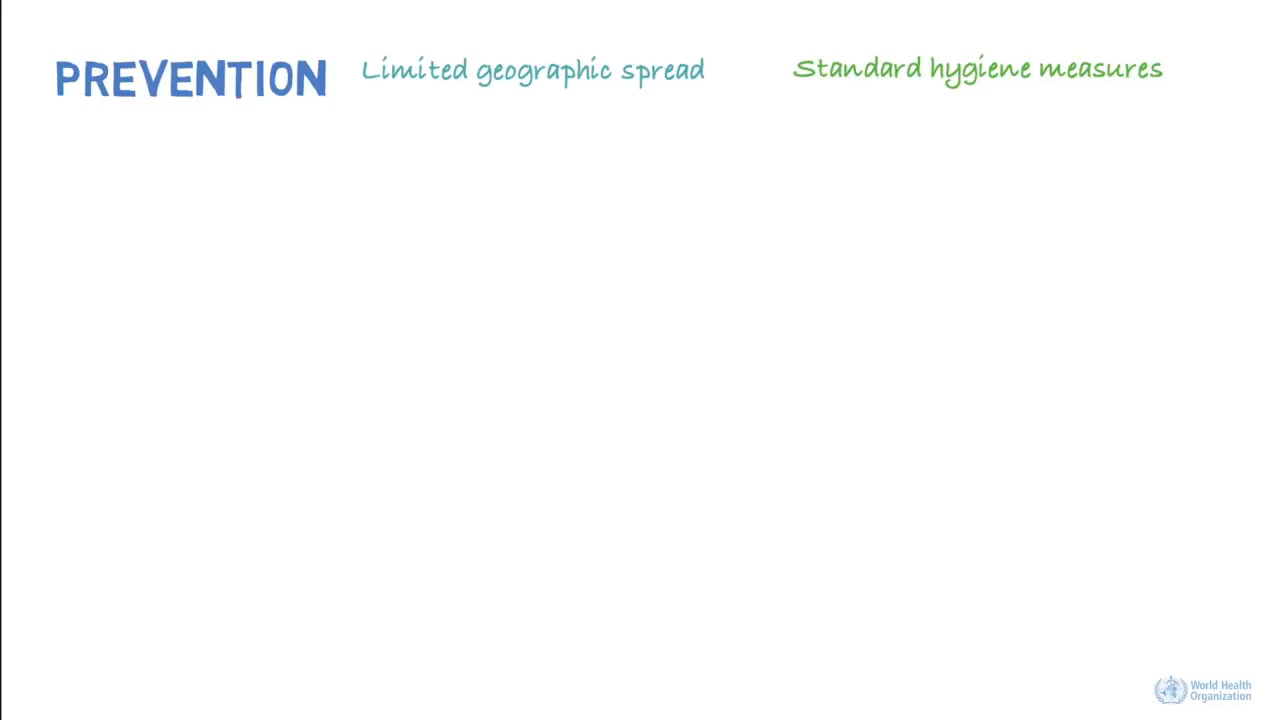 PREVENTION
Limited geographic spread
Standard hygiene measures
World Health
Organization